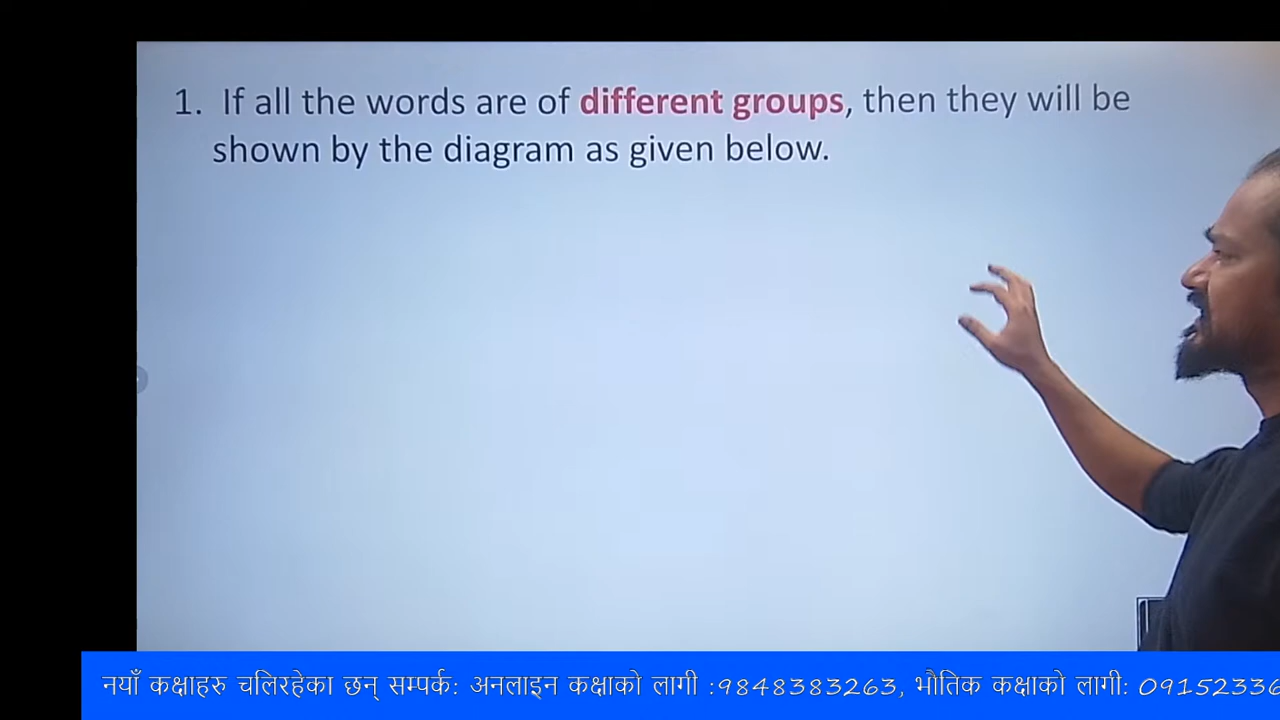 1. If all the words are of different groups, then they will be
shown by the diagram as given below.
नयाँ कक्षाहरु चलिरहेका छन् सम्पर्क: अनलाइन कक्षाको लागी :9848383263, भौतिक कक्षाको लागी: 09152336